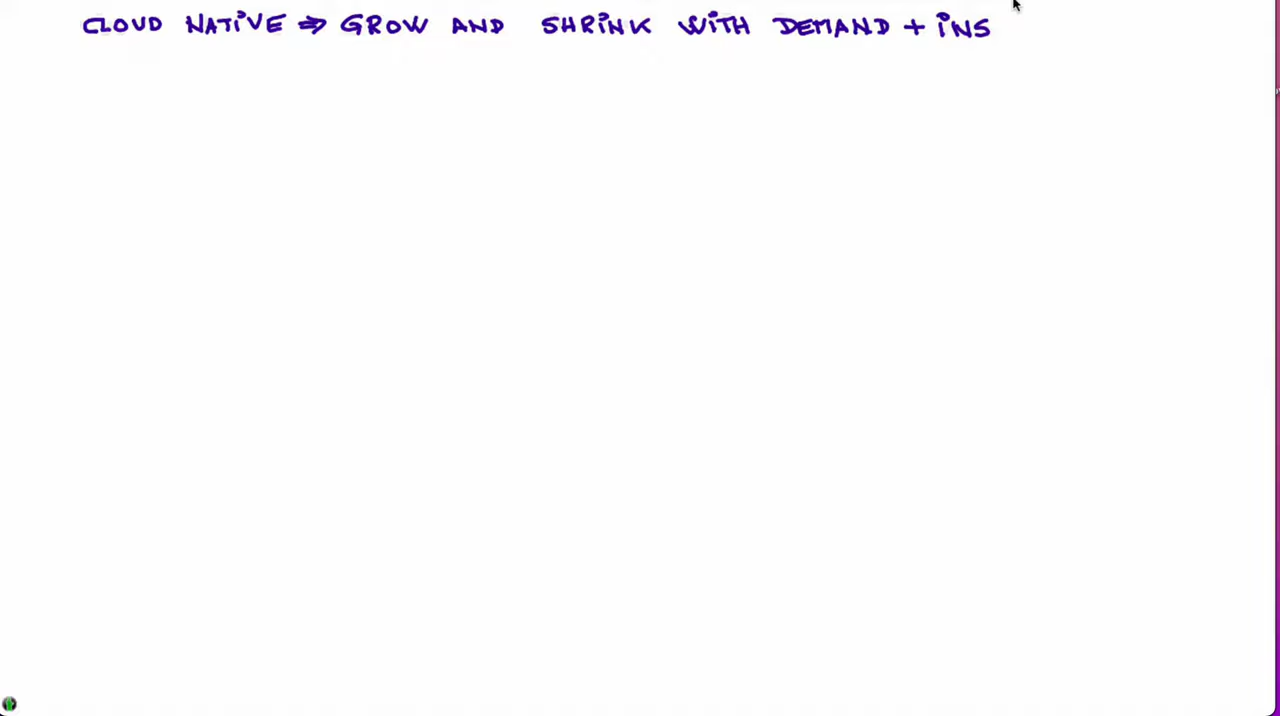 CLOUD NATIVE ⇒ GROW AND SHRINK WITH DEMAND + INS